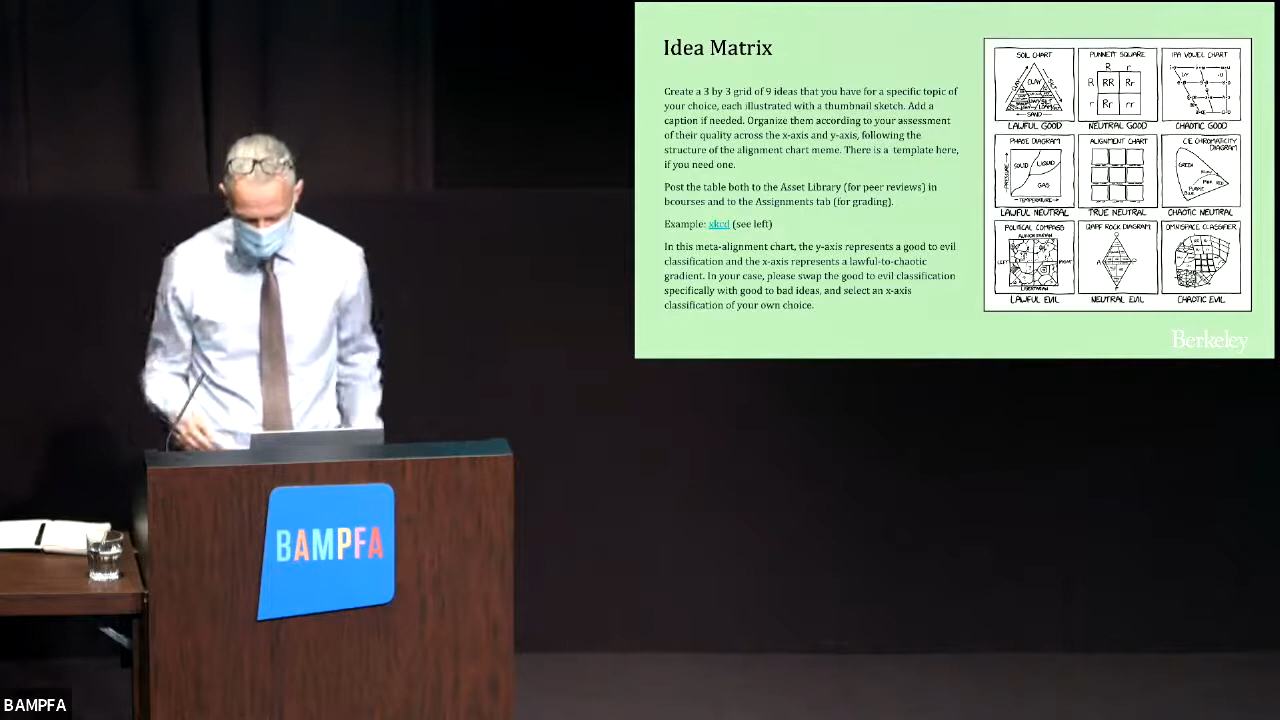 Idea Matrix
Create a 3 by 3 grid of 9 ideas that you have for a specific topic of
your choice, each illustrated with a thumbnail sketch. Add a
caption if needed. Organize them according to your assessment
of their quality across the x-axis and y-axis, following the
structure of the alignment chart meme. There is a template here,
if you need one.
Post the table both to the Asset Library (for peer reviews) in
bcourses and to the Assignments tab (for grading).
Example: xkcd (see left)
In this meta-alignment chart, the y-axis represents a good to evil
classification and the x-axis represents a lawful-to-chaotic
gradient. In your case, please swap the good to evil classification
specifically with good to bad ideas, and select an x-axis
classification of your own choice.
SOIL CHART
CLAY
SAND
LAWFUL GOOD
PUNNETT SQUARE
R r
R RR Rr
r Rr rr
NEUTRAL GOOD
IPA VOWEL CHART
CHAOTIC GOOD
PHASE DIAGRAM
PRESSURE
SOLID
LIQUID
GAS
TEMPERATURE
LAWFUL NEUTRAL
ALIGNMENT CHART
TRUE NEUTRAL
CIE CHROMATICITY
DIAGRAM
GREEN
CHAOTIC NEUTRAL
POLITICAL COMPASS
LAWFUL EVIL
QAPF ROCK DIAGRAM
NEUTRAL EVIL
OMNISPACE CLASSIFIER
CHAOTIC EVIL
Berkeley
BAMPFA
BAMPFA